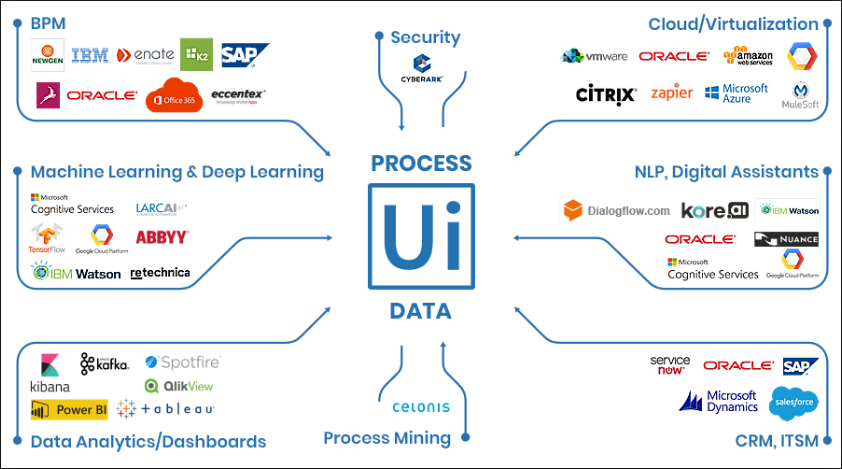 BPM
NEWGEN
IBM
enate
K2
SAP
ORACLE
Office 365
eccentex
Security
CYBERARK
Cloud/Virtualization
vmware
ORACLE
amazon
web services
CITRIX
zapier
Microsoft
Azure
MuleSoft
PROCESS
Ui
DATA
Machine Learning & Deep Learning
Microsoft
Cognitive Services
LARCAI
TensorFlow
Google Cloud Platform
ABBYY
IBM Watson
retechnica
NLP, Digital Assistants
Dialogflow.com
kore.ai
IBM Watson
ORACLE
NUANCE
Microsoft
Cognitive Services
Google Cloud Platform
kibana
kafka
Spotfire
QlikView
Power BI
+ a b l e a u
Data Analytics/Dashboards
celonis
Process Mining
service
now
ORACLE
SAP
Microsoft
Dynamics
salesforce
CRM, ITSM